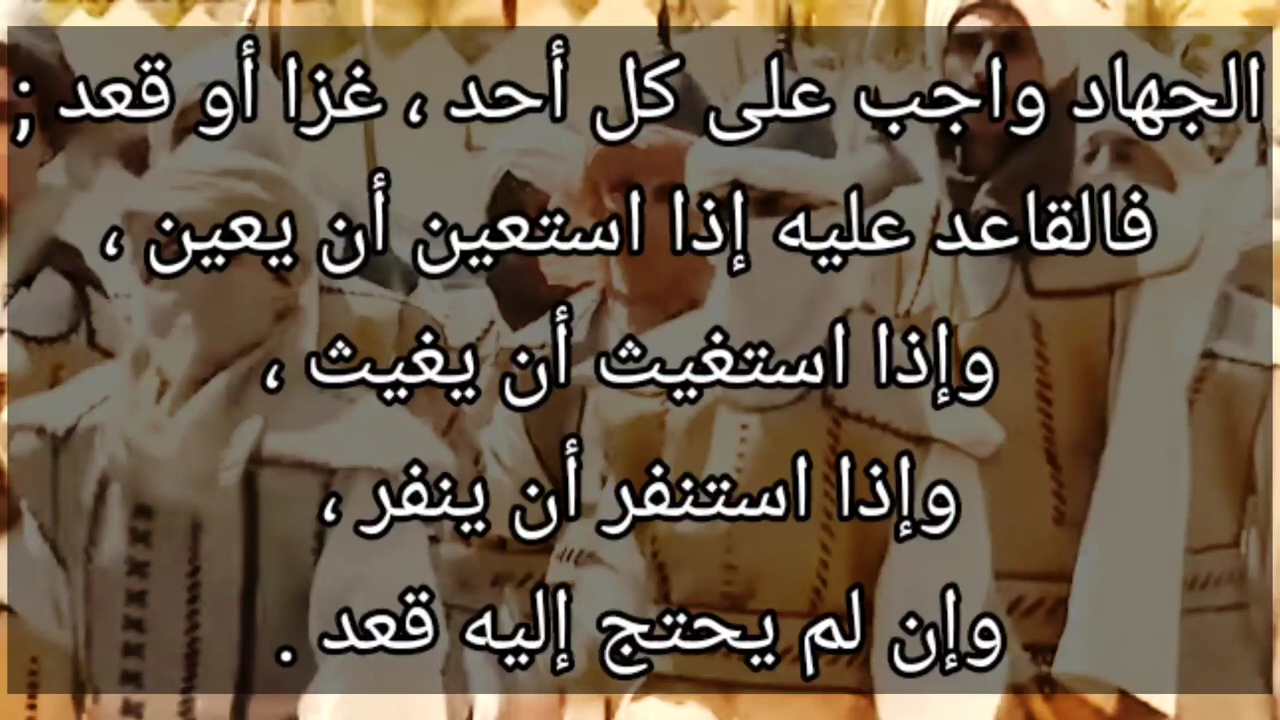 الجهاد واجب على كل أحد ، غزا أو قعد ;
فالقاعد عليه إذا استعين أن يعين ،
وإذا استغيث أن يغيث ،
وإذا استنفر أن ينفر ،
وإن لم يحتج إليه قعد .